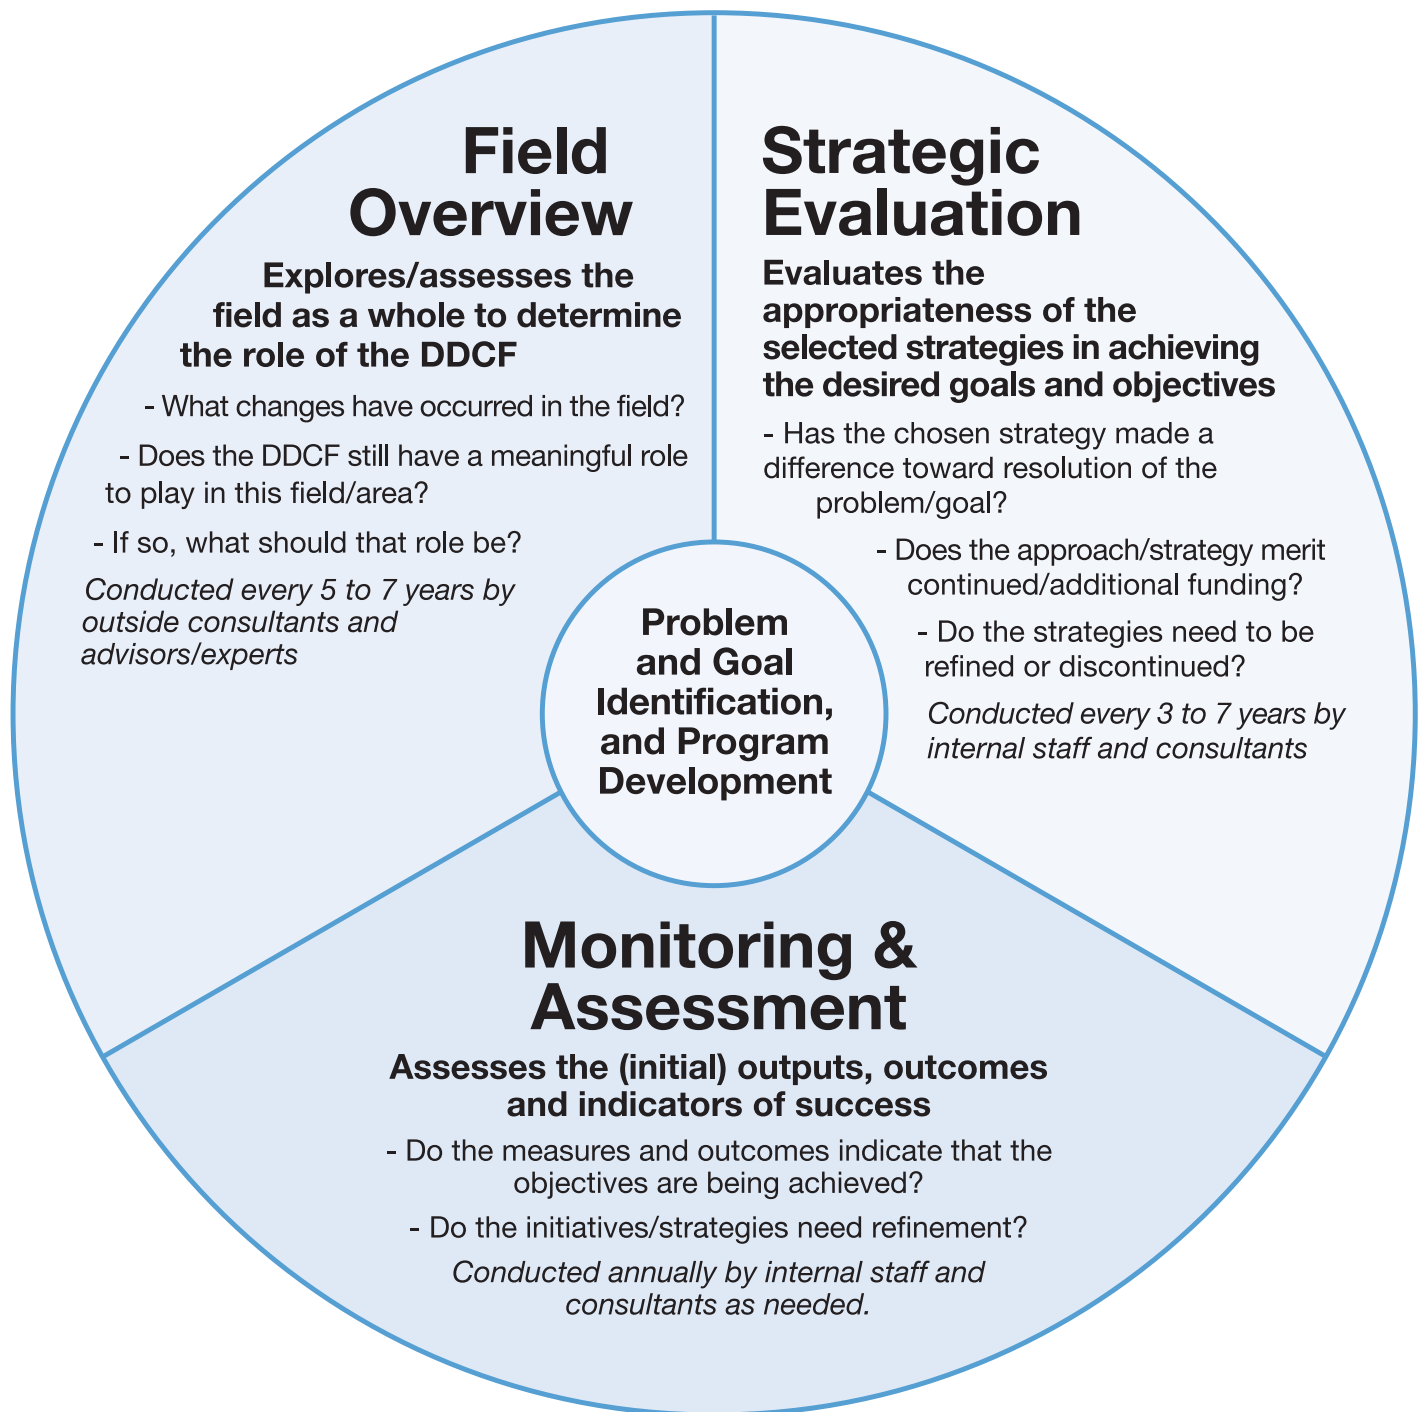 Field
Overview
Explores/assesses the
field as a whole to determine
the role of the DDCF
- What changes have occurred in the field?
- Does the DDCF still have a meaningful role
to play in this field/area?
- If so, what should that role be?
Conducted every 5 to 7 years by
outside consultants and
advisors/experts
Strategic
Evaluation
Evaluates the
appropriateness of the
selected strategies in achieving
the desired goals and objectives
- Has the chosen strategy made a
difference toward resolution of the
problem/goal?
- Does the approach/strategy merit
continued/additional funding?
- Do the strategies need to be
refined or discontinued?
Conducted every 3 to 7 years by
internal staff and consultants
Problem
and Goal
Identification,
and Program
Development
Monitoring &
Assessment
Assesses the (initial) outputs, outcomes
and indicators of success
- Do the measures and outcomes indicate that the
objectives are being achieved?
- Do the initiatives/strategies need refinement?
Conducted annually by internal staff and
consultants as needed.